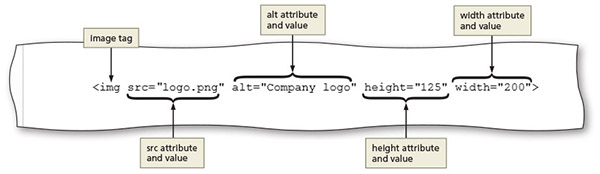 alt attribute
and value
width attribute
and value
Image tag
<img src="logo.png" alt="Company logo" height="125" width="200">
src attribute
and value
height attribute
and value